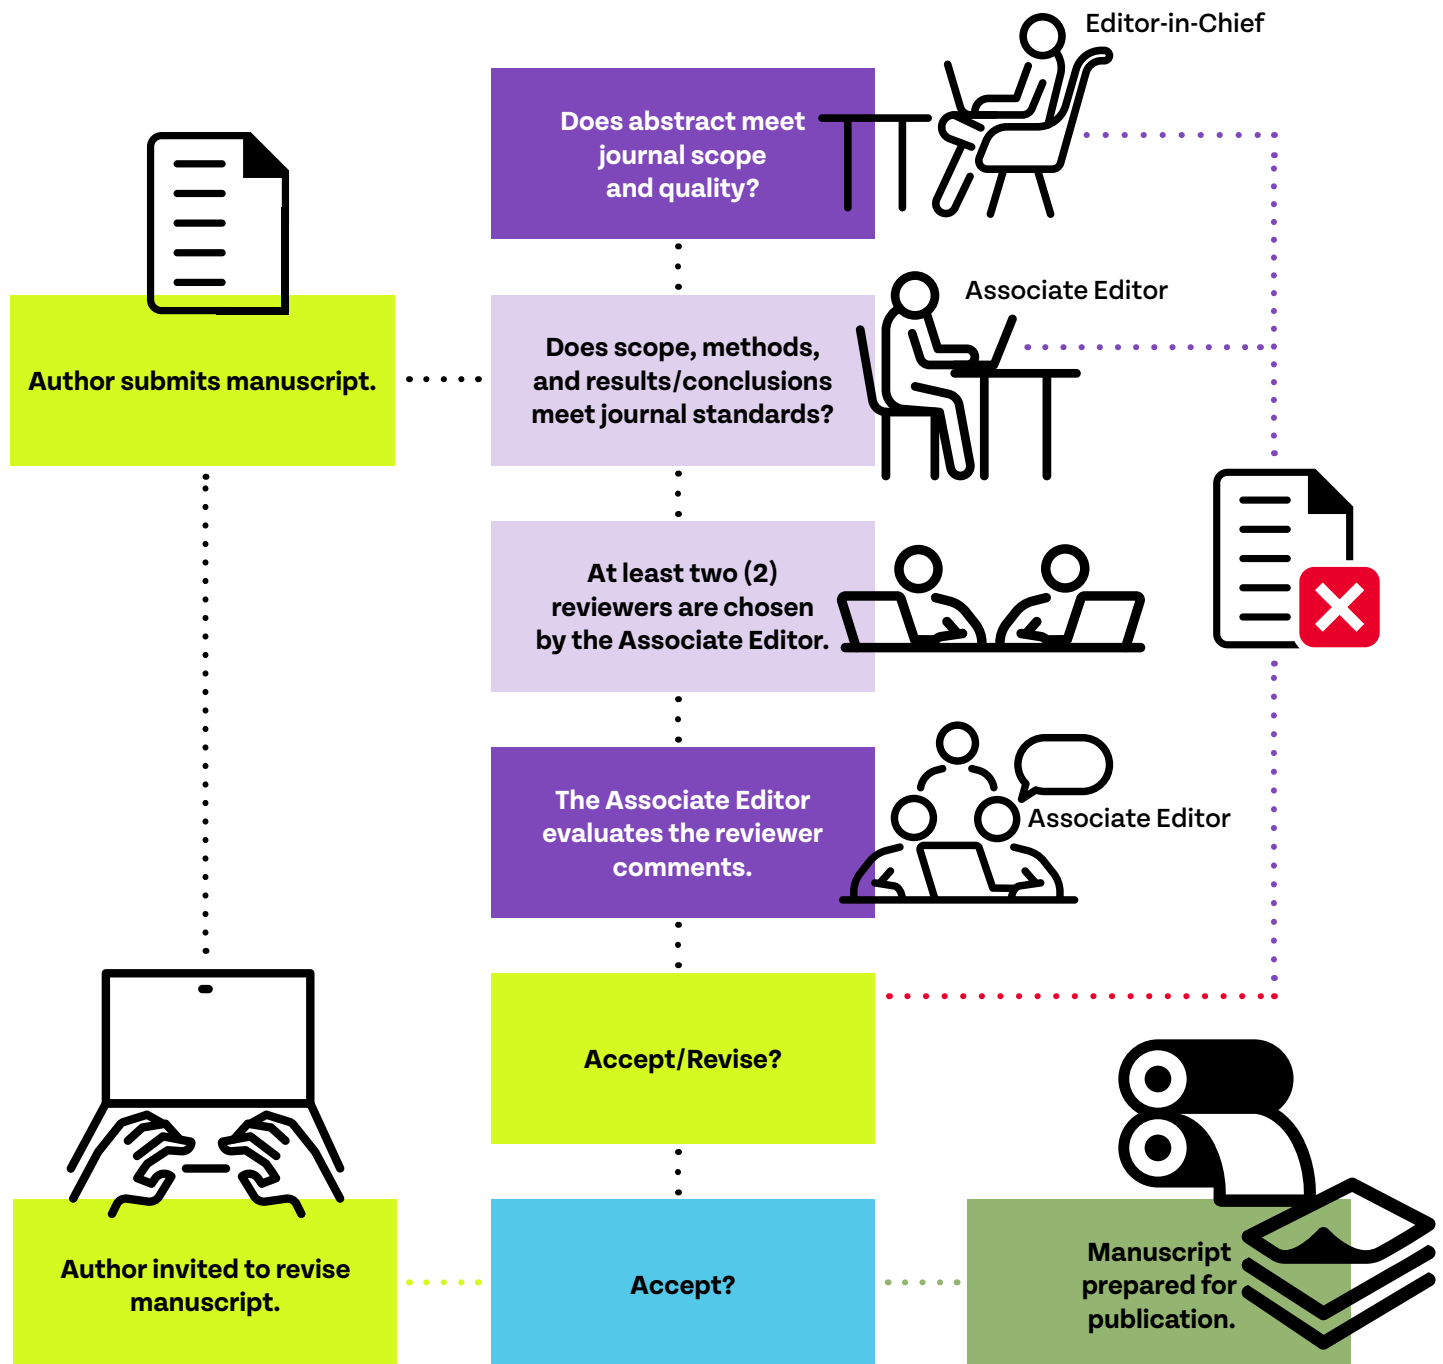 Editor-in-Chief
Does abstract meet
journal scope
and quality?
Associate Editor
Author submits manuscript.
Does scope, methods,
and results/conclusions
meet journal standards?
At least two (2)
reviewers are chosen
by the Associate Editor.
The Associate Editor
evaluates the reviewer
comments.
Associate Editor
Accept/Revise?
Author invited to revise
manuscript.
Accept?
Manuscript
prepared for
publication.